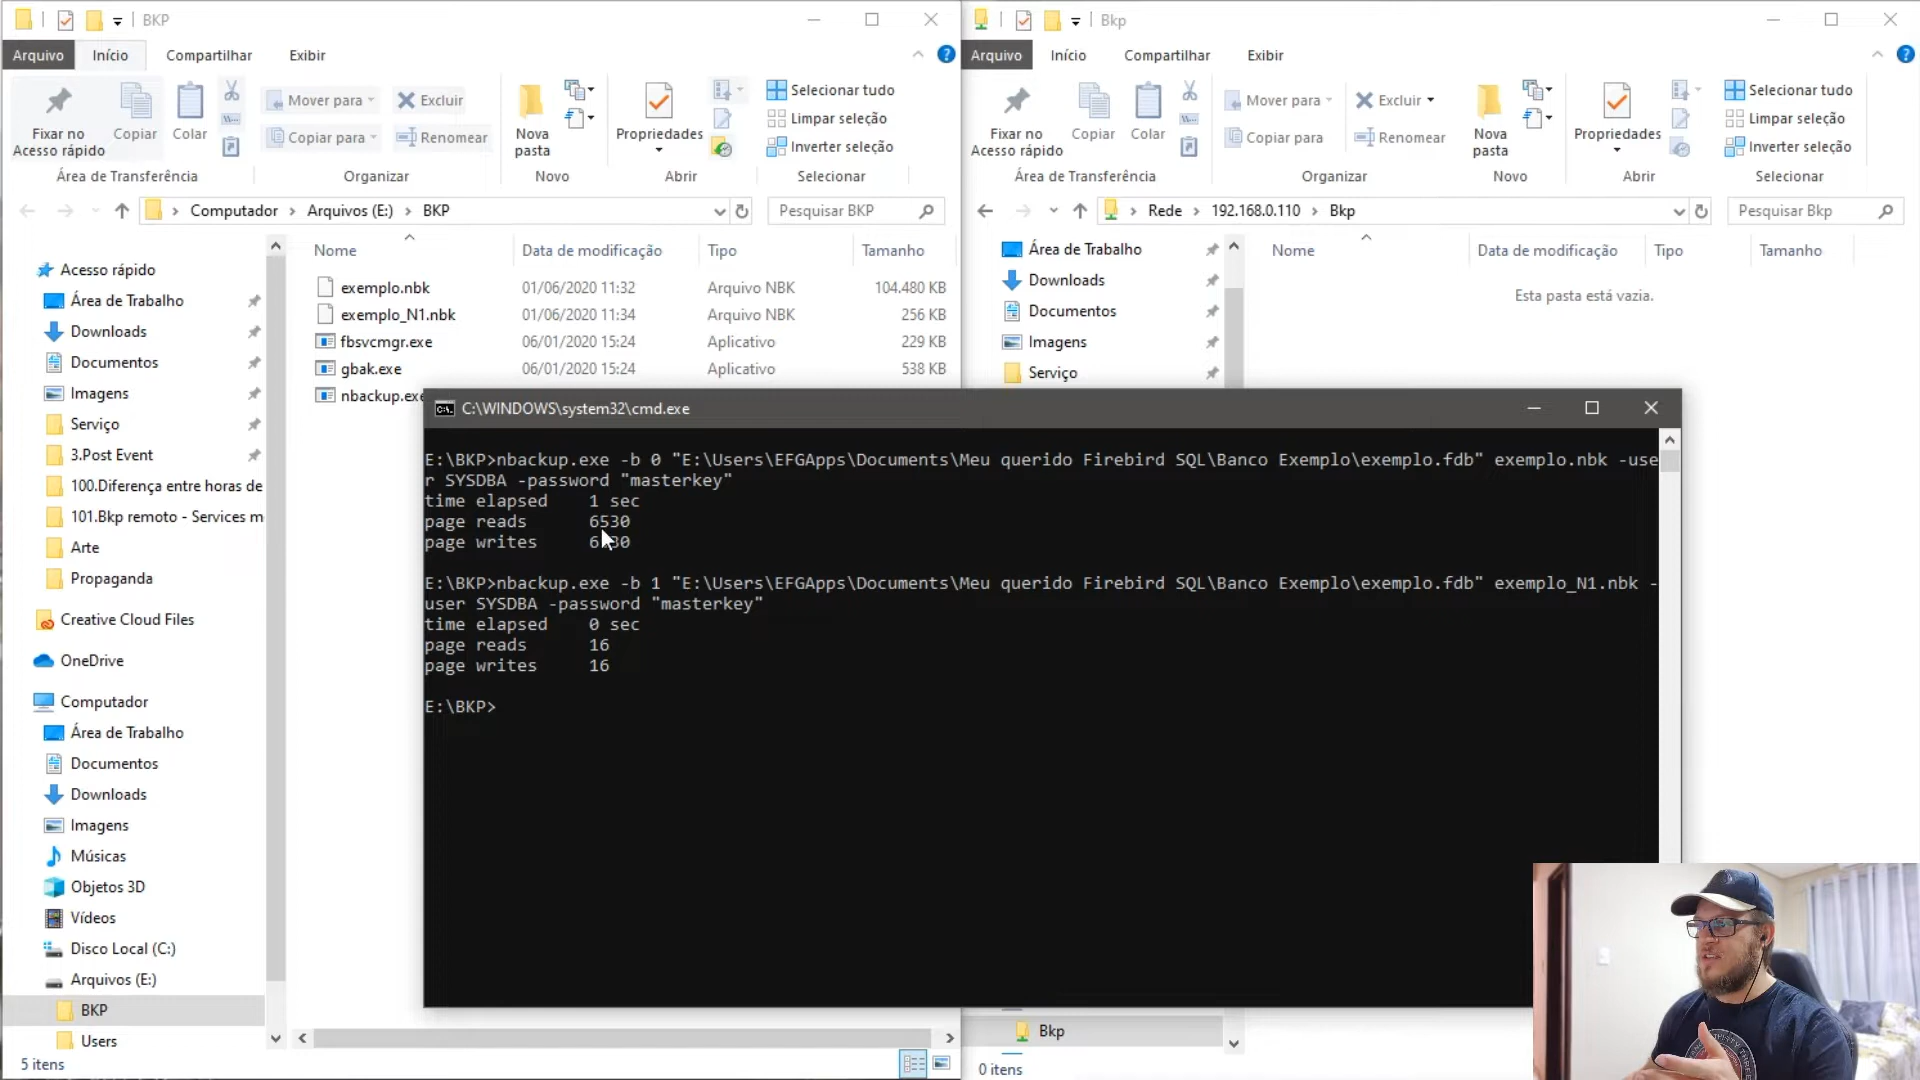 BKP
Arquivo
Início
Compartilhar
Exibir
Fixar no
Acesso rápido
Copiar
Colar
Mover para
Copiar para
Excluir
Renomear
Nova
pasta
Propriedades
Selecionar tudo
Limpar seleção
Inverter seleção
Área de Transferência
Organizar
Novo
Abrir
Selecionar
Computador
Arquivos (E:)
BKP
Pesquisar BKP
Nome
Data de modificação
Tipo
Tamanho
exemplo.nbk 01/06/2020 11:32 Arquivo NBK 104.480 KB
exemplo_N1.nbk 01/06/2020 11:34 Arquivo NBK 256 KB
fbsvcmgr.exe 06/01/2020 15:24 Aplicativo 229 KB
gbak.exe 06/01/2020 15:24 Aplicativo 538 KB
nbackup.exe
Acesso rápido
Área de Trabalho
Downloads
Documentos
Imagens
Serviço
3.Post Event
100.Diferença entre horas de
101.Bkp remoto - Services m
Arte
Propaganda
Creative Cloud Files
OneDrive
Computador
Área de Trabalho
Documentos
Downloads
Imagens
Músicas
Objetos 3D
Vídeos
Disco Local (C:)
Arquivos (E:)
BKP
Users
5 itens
Bkp
Arquivo
Início
Compartilhar
Exibir
Fixar no
Acesso rápido
Copiar
Colar
Mover para
Copiar para
Excluir
Renomear
Nova
pasta
Propriedades
Selecionar tudo
Limpar seleção
Inverter seleção
Área de Transferência
Organizar
Novo
Abrir
Selecionar
Rede
192.168.0.110
Bkp
Pesquisar Bkp
Nome
Data de modificação
Tipo
Tamanho
Esta pasta está vazia.
Área de Trabalho
Downloads
Documentos
Imagens
Serviço
Bkp
0 itens
C:\WINDOWS\system32\cmd.exe
E:\BKP>nbackup.exe -b 0 "E:\Users\EFGApps\Documents\Meu querido Firebird SQL\Banco Exemplo\exemplo.fdb" exemplo.nbk -use
r SYSDBA -password "masterkey"
time elapsed 1 sec
page reads 6530
page writes 6530
E:\BKP>nbackup.exe -b 1 "E:\Users\EFGApps\Documents\Meu querido Firebird SQL\Banco Exemplo\exemplo.fdb" exemplo_N1.nbk -
user SYSDBA -password "masterkey"
time elapsed 0 sec
page reads 16
page writes 16
E:\BKP>